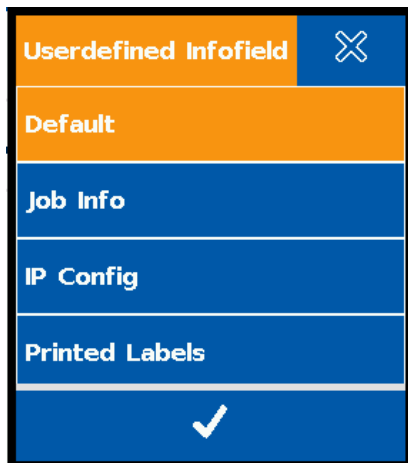 Userdefined Infofield
Default
Job Info
IP Config
Printed Labels